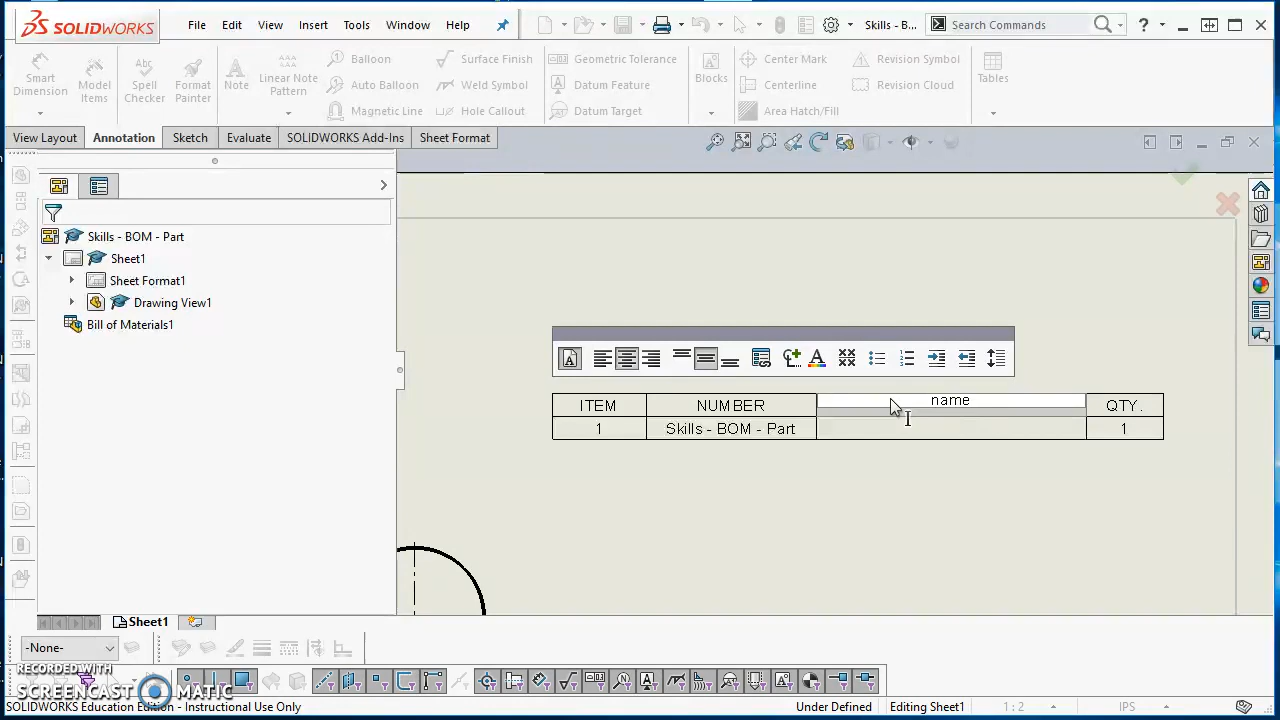 SOLIDWORKS File Edit View Insert Tools Window Help Skills - B... Search Commands ?
Smart Dimension
Model Items
Spell Checker
Format Painter
Note
Linear Note Pattern
Balloon
Auto Balloon
Magnetic Line
Surface Finish
Weld Symbol
Hole Callout
Geometric Tolerance
Datum Feature
Datum Target
Blocks
Center Mark
Centerline
Area Hatch/Fill
Revision Symbol
Revision Cloud
Tables
View Layout Annotation Sketch Evaluate SOLIDWORKS Add-Ins Sheet Format
Skills - BOM - Part
Sheet1
Sheet Format1
Drawing View1
Bill of Materials1
ITEM NUMBER name QTY.
1 Skills - BOM - Part 1
Sheet1
-None-
RECORDED WITH
SCREENCAST MATIC
SOLIDWORKS Education Edition - Instructional Use Only Under Defined Editing Sheet1 1 : 2 IPS